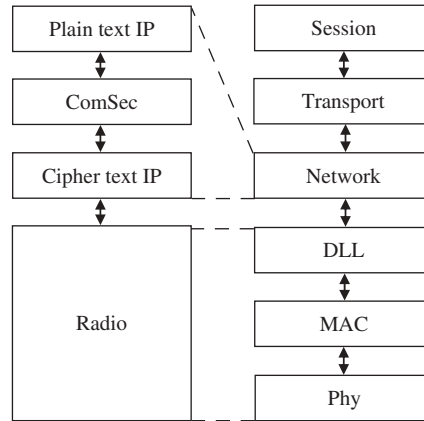 Plain text IP
ComSec
Cipher text IP
Radio
Session
Transport
Network
DLL
MAC
Phy